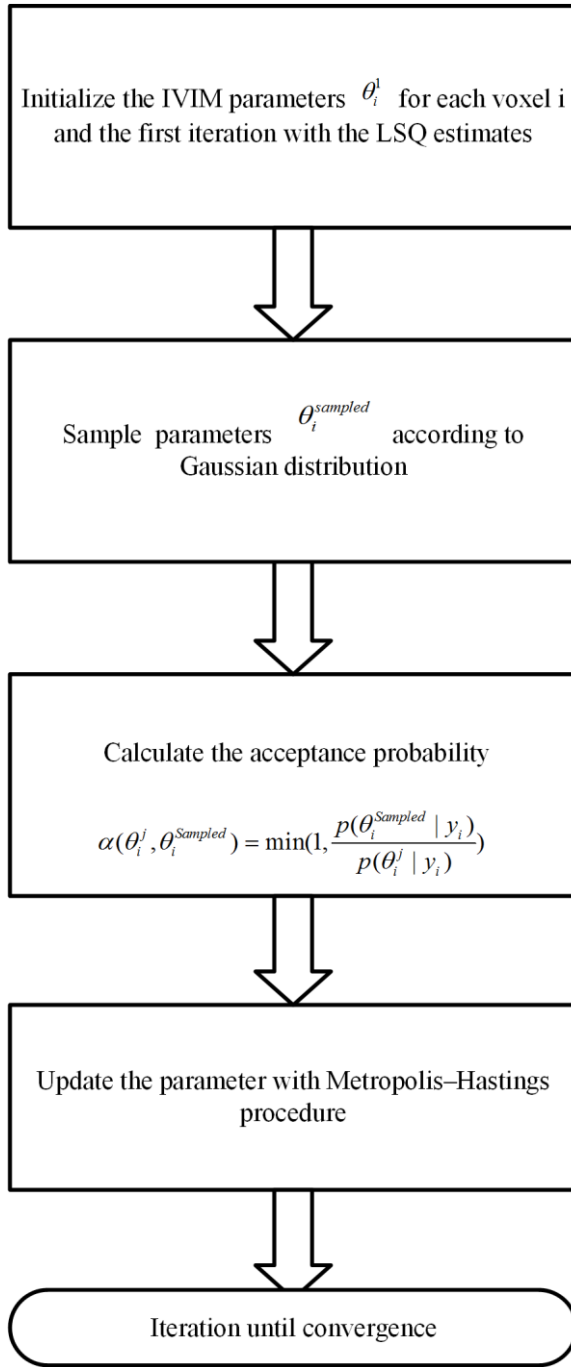 Initialize the IVIM parameters θ_i^1 for each voxel i
and the first iteration with the LSQ estimates
Sample parameters θ_i^{sampled} according to
Gaussian distribution
Calculate the acceptance probability
α(θ_i^j, θ_i^{Sampled}) = min(1, p(θ_i^{Sampled} | y_i) / p(θ_i^j | y_i))
Update the parameter with Metropolis–Hastings
procedure
Iteration until convergence